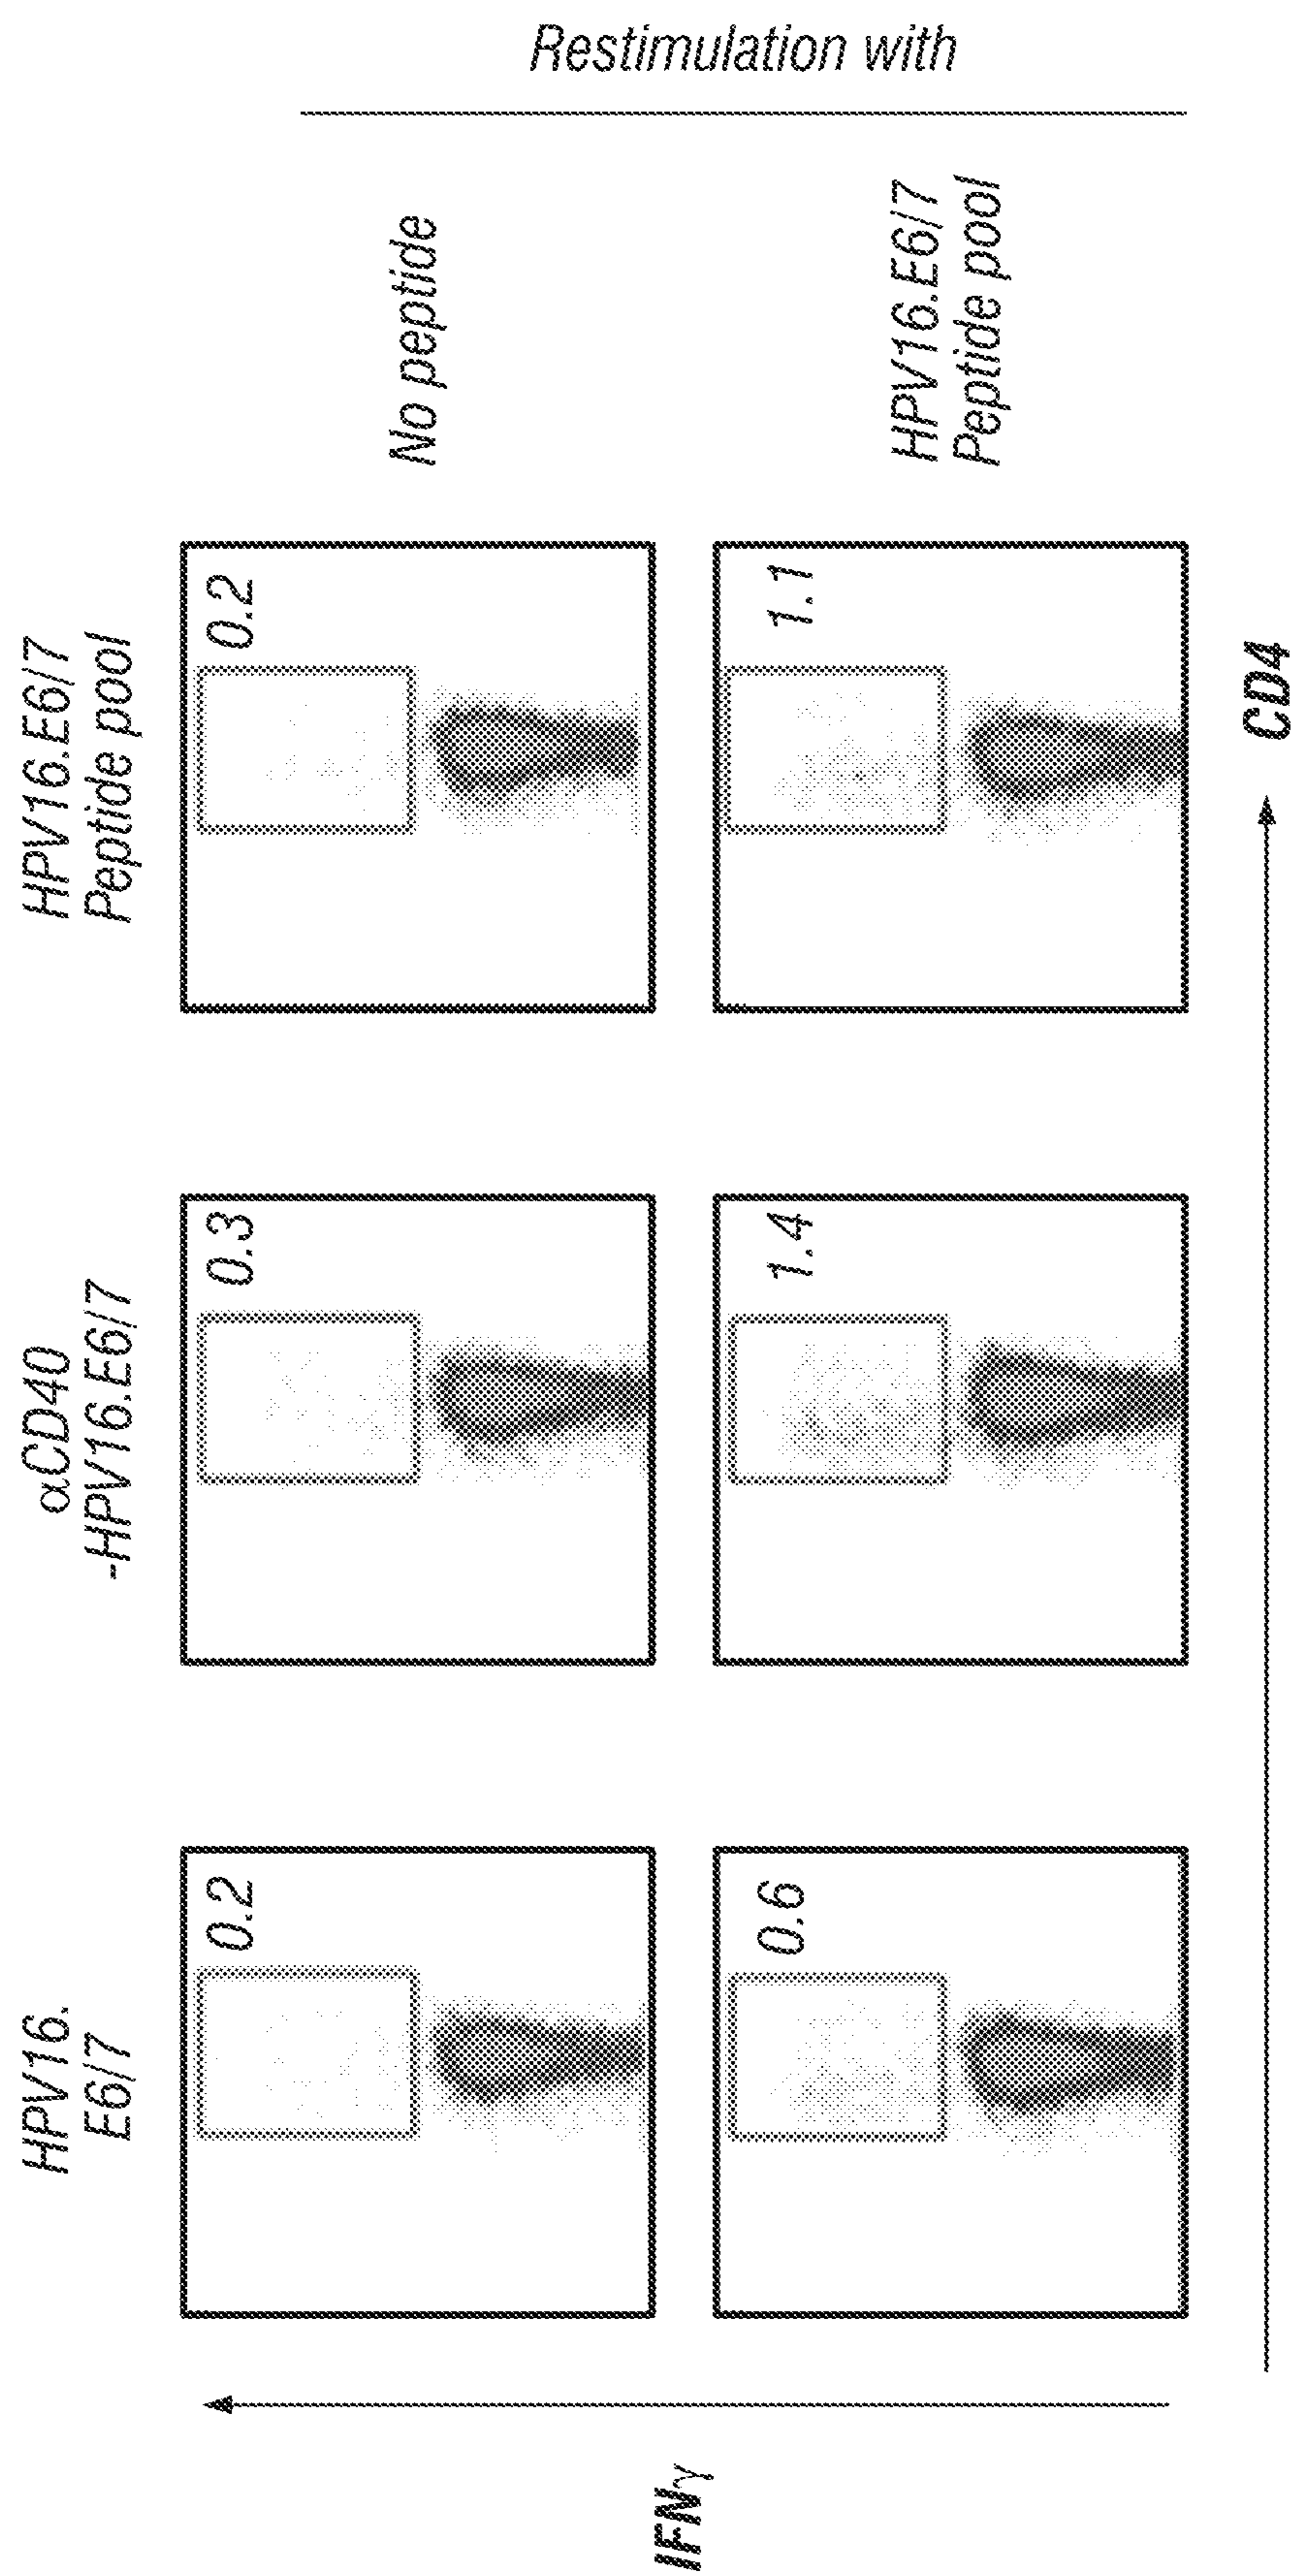 HPV16.
E6/7
αCD40
-HPV16.E6/7
HPV16.E6/7
Peptide pool
0.2
0.3
0.2
No peptide
0.6
1.4
1.1
HPV16.E6/7
Peptide pool
Restimulation with
IFNγ
CD4